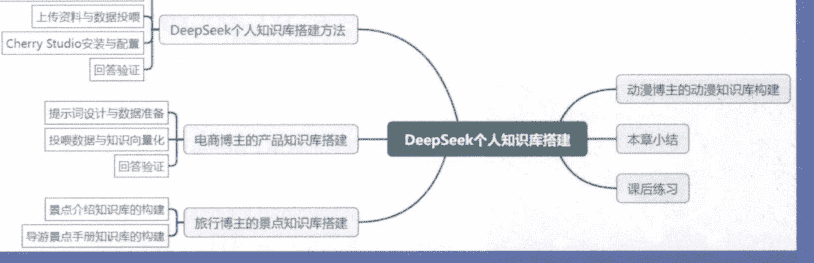 上传资料与数据投喂
DeepSeek个人知识库搭建方法
Cherry Studio安装与配置
回答验证
动漫博主的动漫知识库构建
提示词设计与数据准备
投喂数据与知识向量化
电商博主的产品知识库搭建
DeepSeek个人知识库搭建
本章小结
回答验证
课后练习
景点介绍知识库的构建
旅行博主的景点知识库搭建
导游景点手册知识库的构建